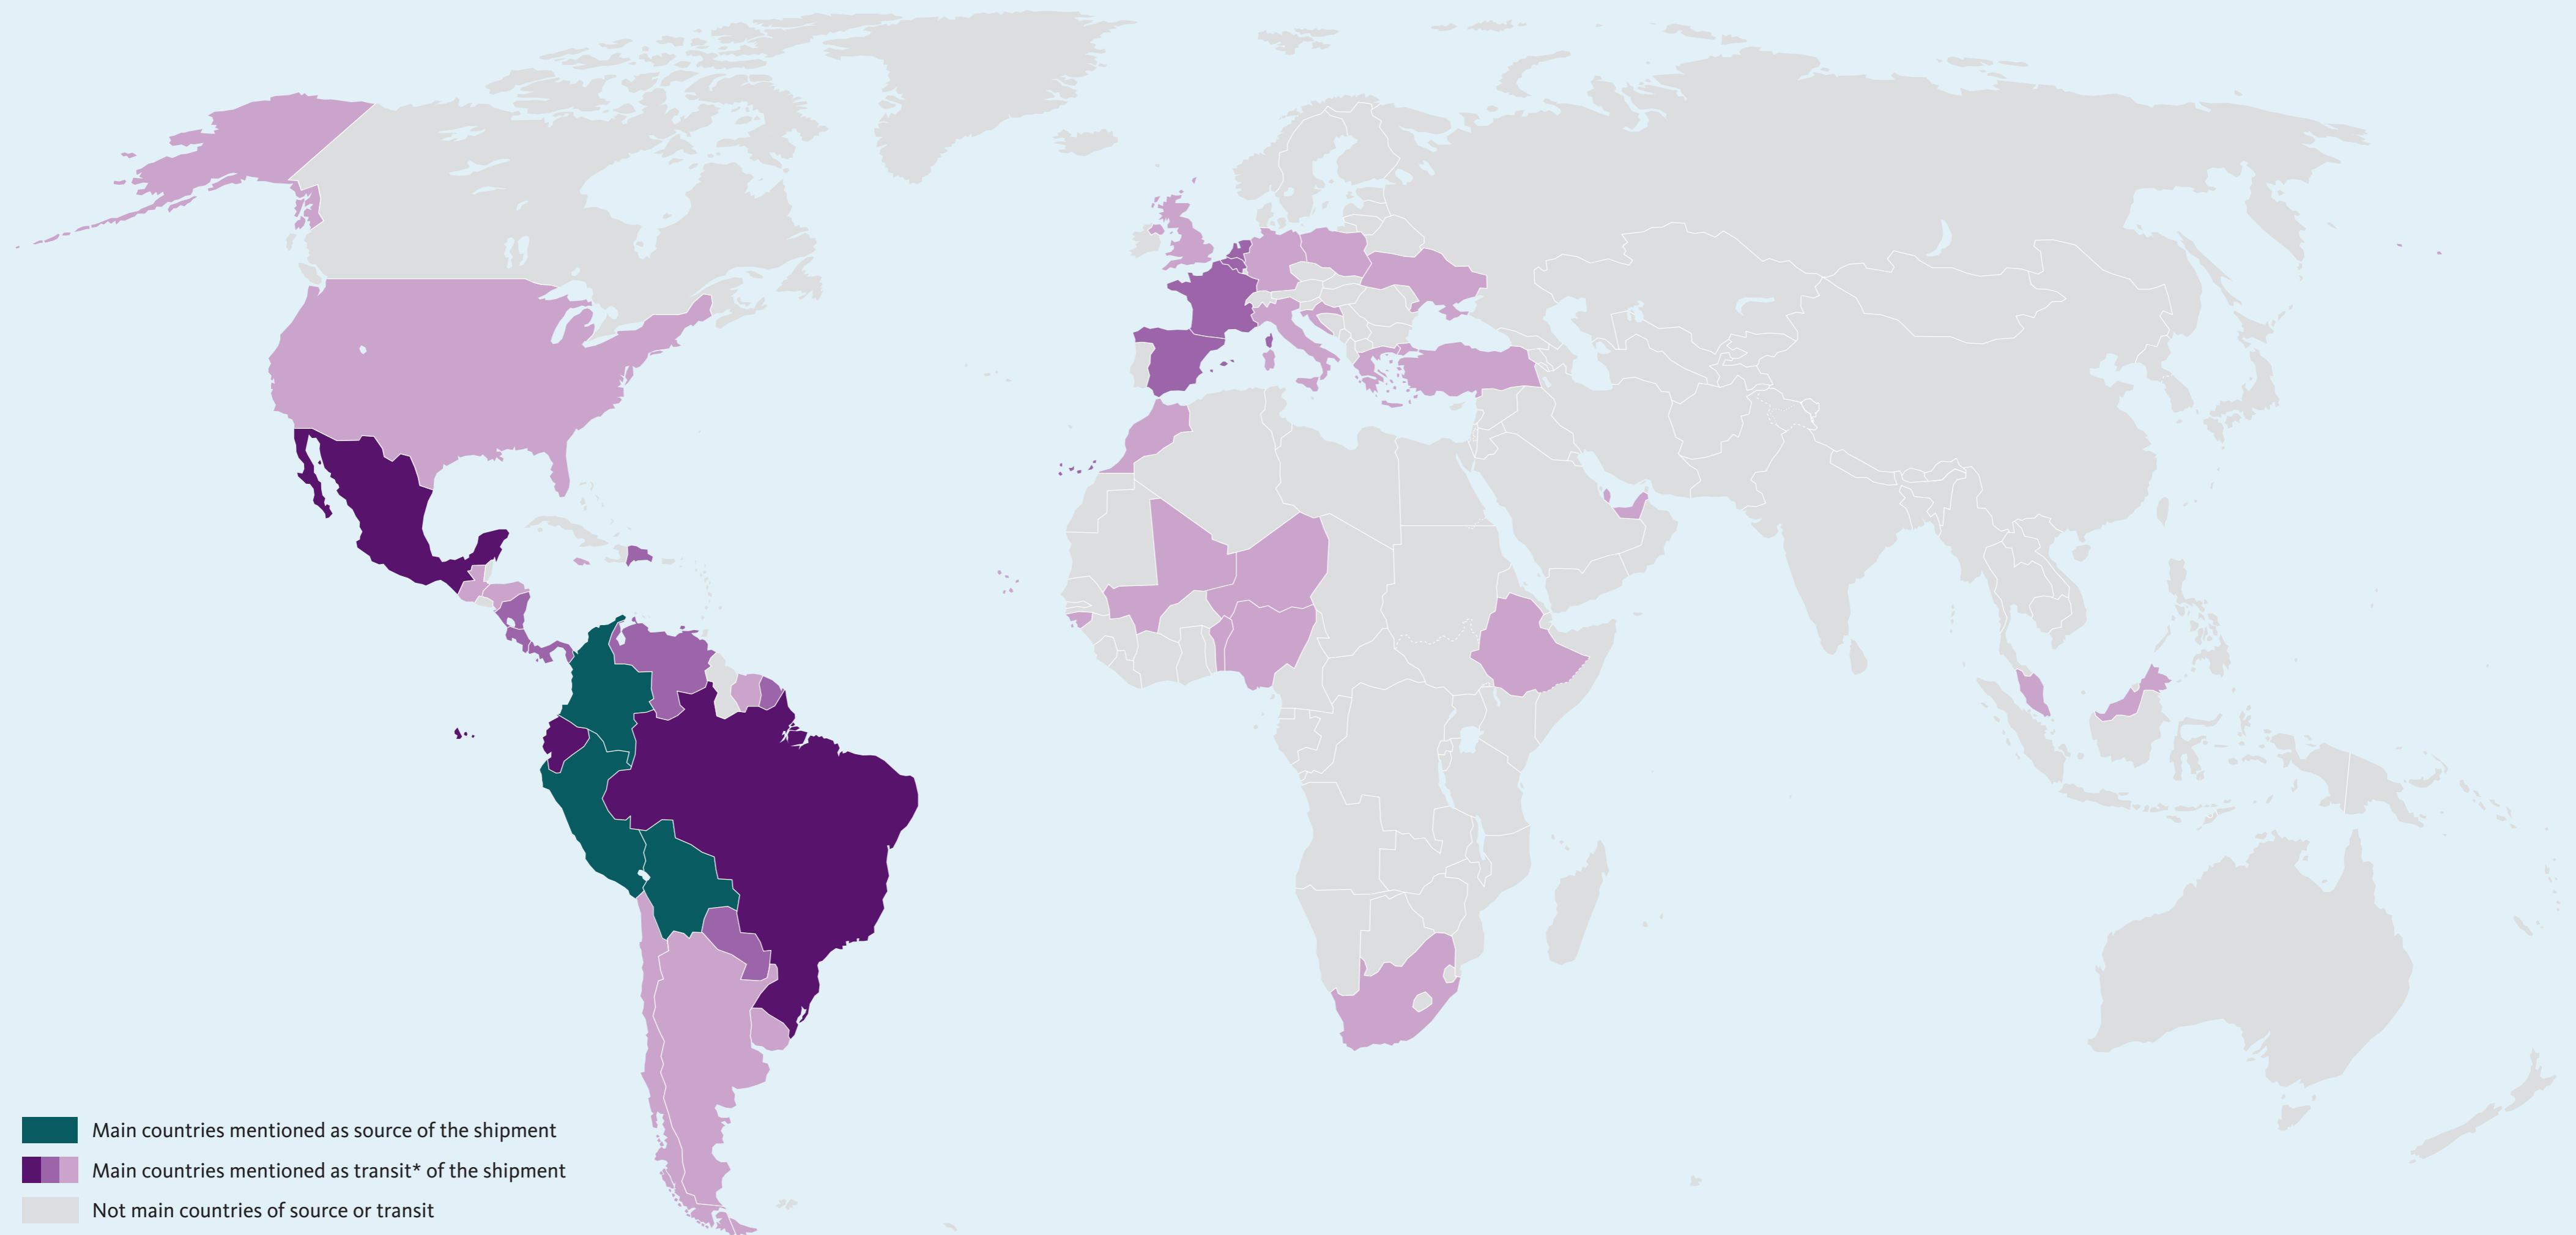 Main countries mentioned as source of the shipment
Main countries mentioned as transit* of the shipment
Not main countries of source or transit